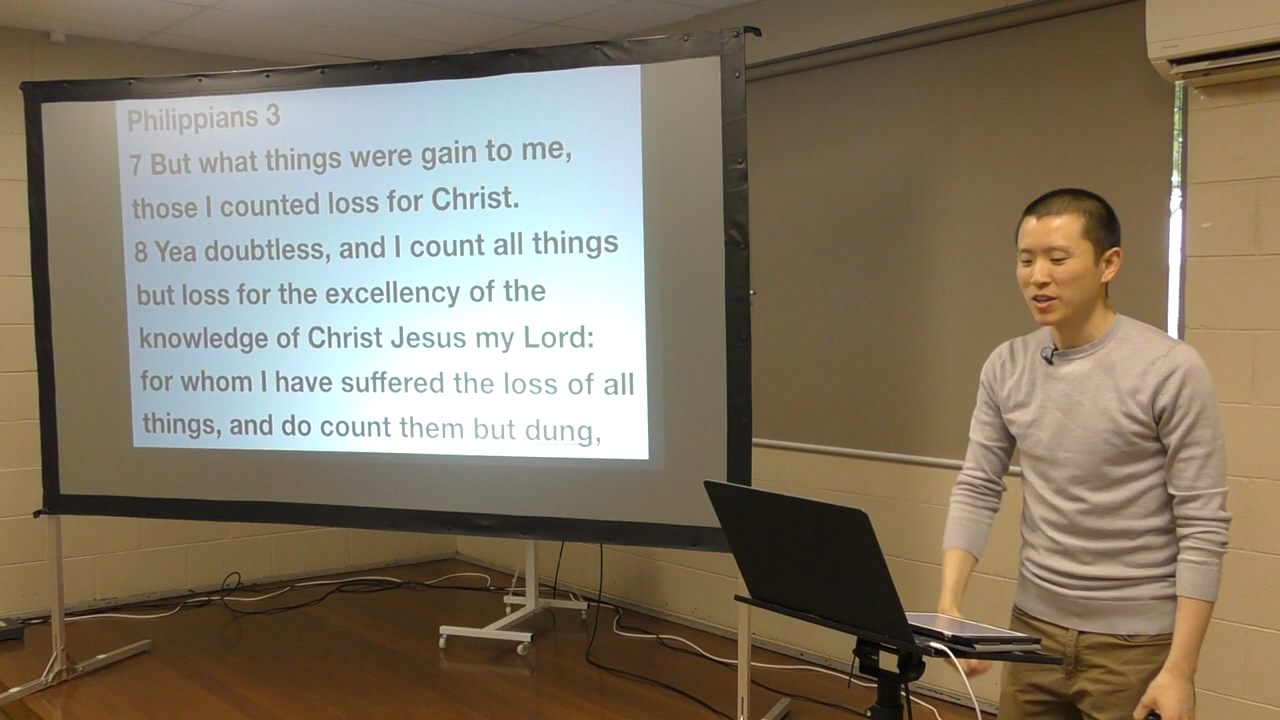 Philippians 3
7 But what things were gain to me,
those I counted loss for Christ.
8 Yea doubtless, and I count all things
but loss for the excellency of the
knowledge of Christ Jesus my Lord:
for whom I have suffered the loss of all
things, and do count them but dung,